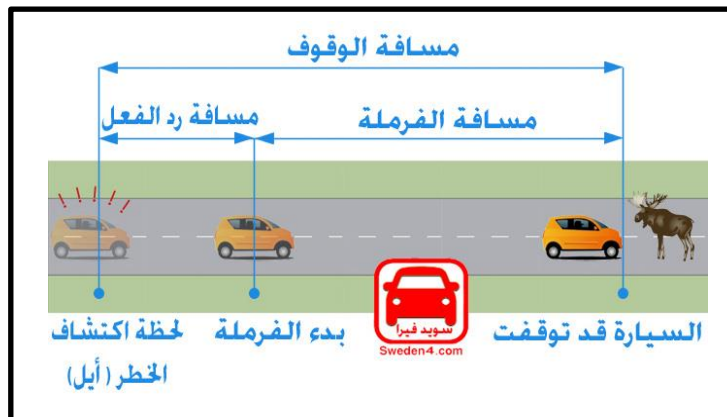 مسافة الوقوف
مسافة رد الفعل
مسافة الفرملة
لحظة اكتشاف
الخطر (أيل)
بدء الفرملة
سويد فيرا
Sweden4.com
السيارة قد توقفت